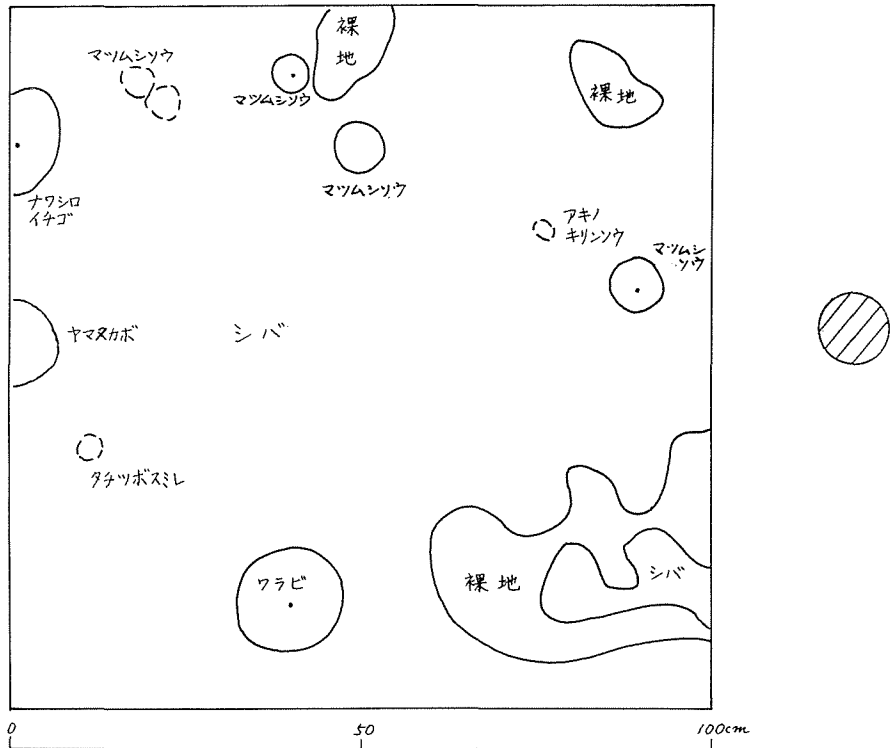 裸
地
マツムシソウ
マツムシソウ
裸地
マツムシソウ
ナワシロ
イチゴ
アキノ
キリンソウ
マツムシ
ソウ
ヤマヌカボ
シバ
タチツボスミレ
ワラビ
裸地
シバ
0
50
100cm